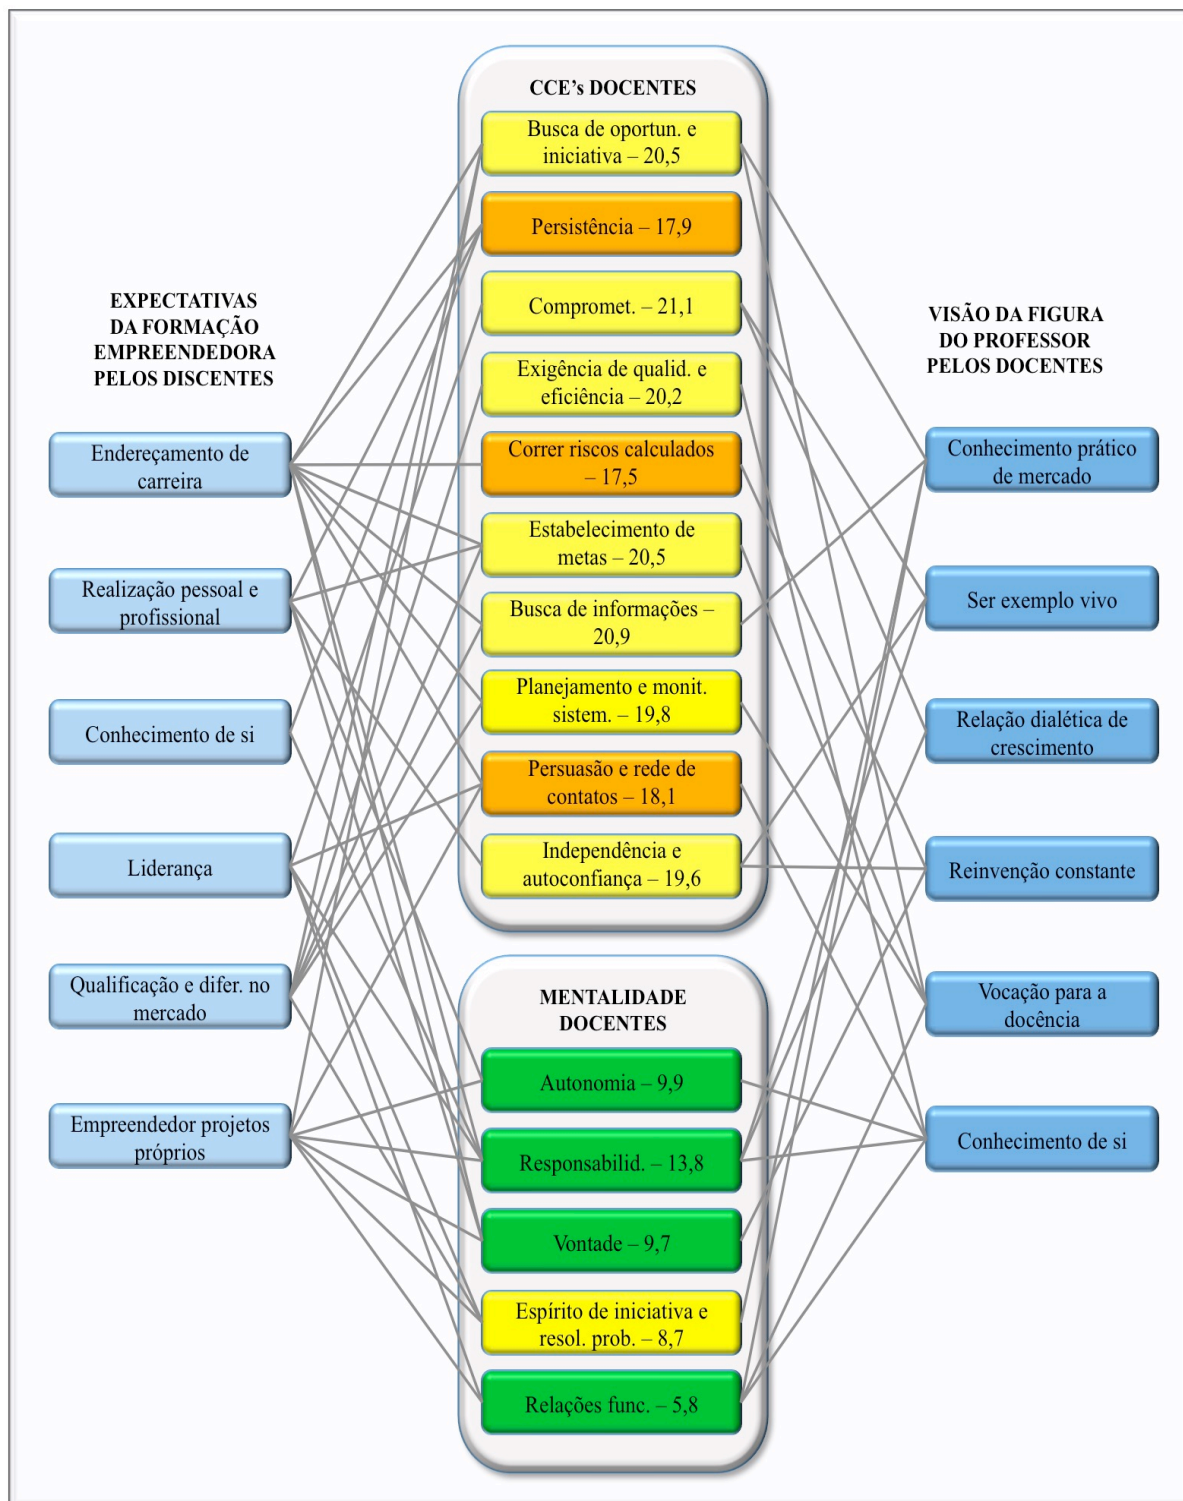 EXPECTATIVAS
DA FORMAÇÃO
EMPREENDEDORA
PELOS DISCENTES
Endereçamento de
carreira
Realização pessoal e
profissional
Conhecimento de si
Liderança
Qualificação e difer. no
mercado
Empreendedor projetos
próprios
CCE's DOCENTES
Busca de oportun. e
iniciativa – 20,5
Persistência – 17,9
Compromet. – 21,1
Exigência de qualid. e
eficiência – 20,2
Correr riscos calculados
– 17,5
Estabelecimento de
metas – 20,5
Busca de informações –
20,9
Planejamento e monit.
sistem. – 19,8
Persuasão e rede de
contatos – 18,1
Independência e
autoconfiança – 19,6
MENTALIDADE
DOCENTES
Autonomia – 9,9
Responsabilid. – 13,8
Vontade – 9,7
Espírito de iniciativa e
resol. prob. – 8,7
Relações func. – 5,8
VISÃO DA FIGURA
DO PROFESSOR
PELOS DOCENTES
Conhecimento prático
de mercado
Ser exemplo vivo
Relação dialética de
crescimento
Reinvenção constante
Vocação para a
docência
Conhecimento de si